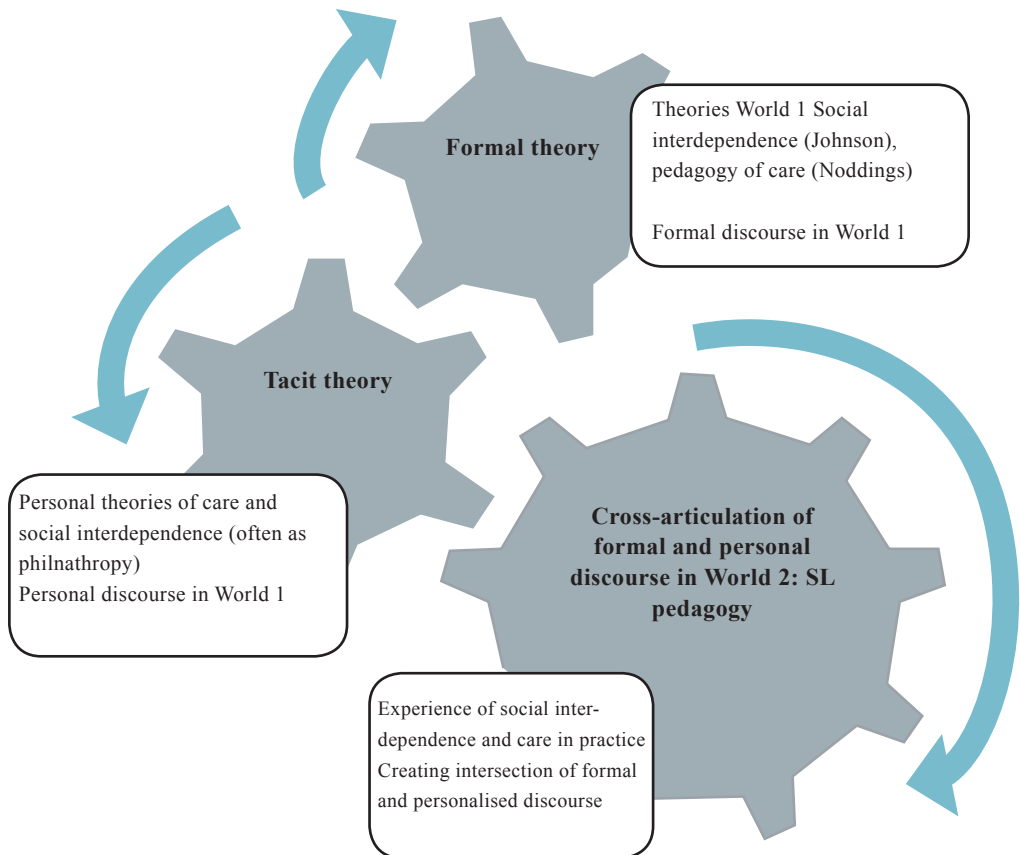 Formal theory
Theories World 1 Social
interdependence (Johnson),
pedagogy of care (Noddings)
Formal discourse in World 1
Tacit theory
Personal theories of care and
social interdependence (often as
philnathropy)
Personal discourse in World 1
Cross-articulation of
formal and personal
discourse in World 2: SL
pedagogy
Experience of social inter-
dependence and care in practice
Creating intersection of formal
and personalised discourse